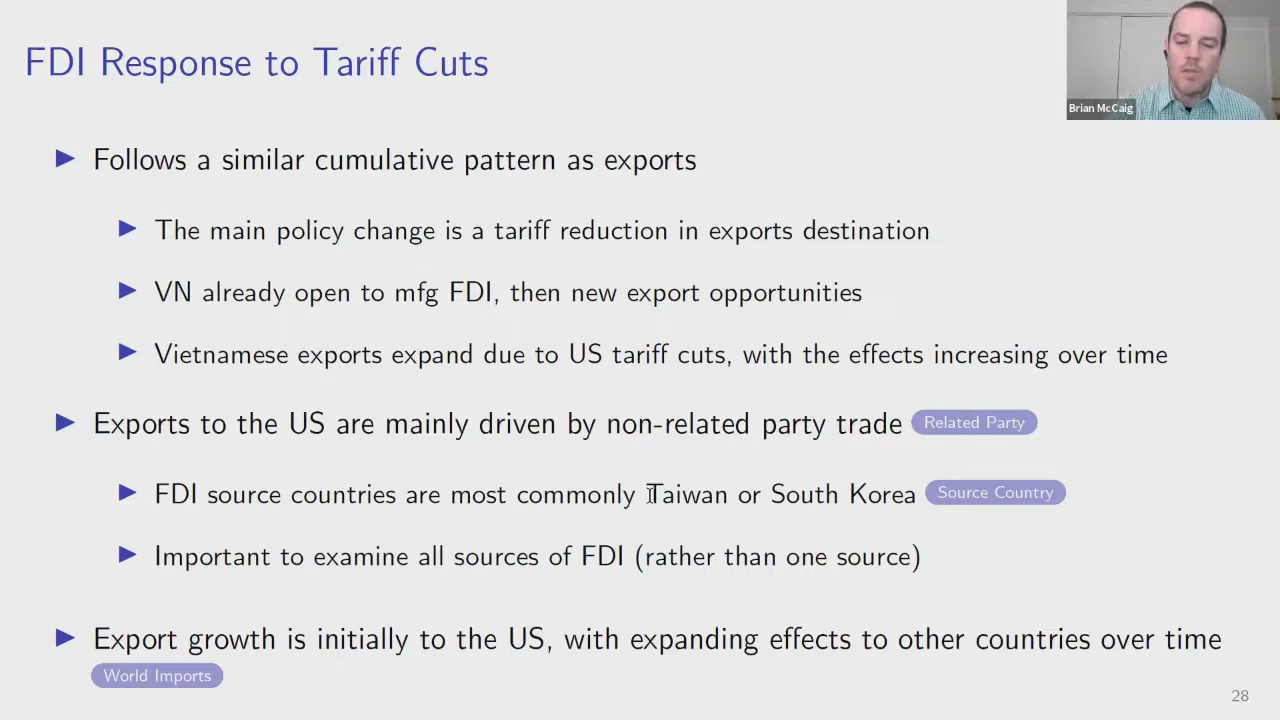 FDI Response to Tariff Cuts
Brian McCaig
Follows a similar cumulative pattern as exports
The main policy change is a tariff reduction in exports destination
VN already open to mfg FDI, then new export opportunities
Vietnamese exports expand due to US tariff cuts, with the effects increasing over time
Exports to the US are mainly driven by non-related party trade Related Party
FDI source countries are most commonly Taiwan or South Korea Source Country
Important to examine all sources of FDI (rather than one source)
Export growth is initially to the US, with expanding effects to other countries over time
World Imports
28